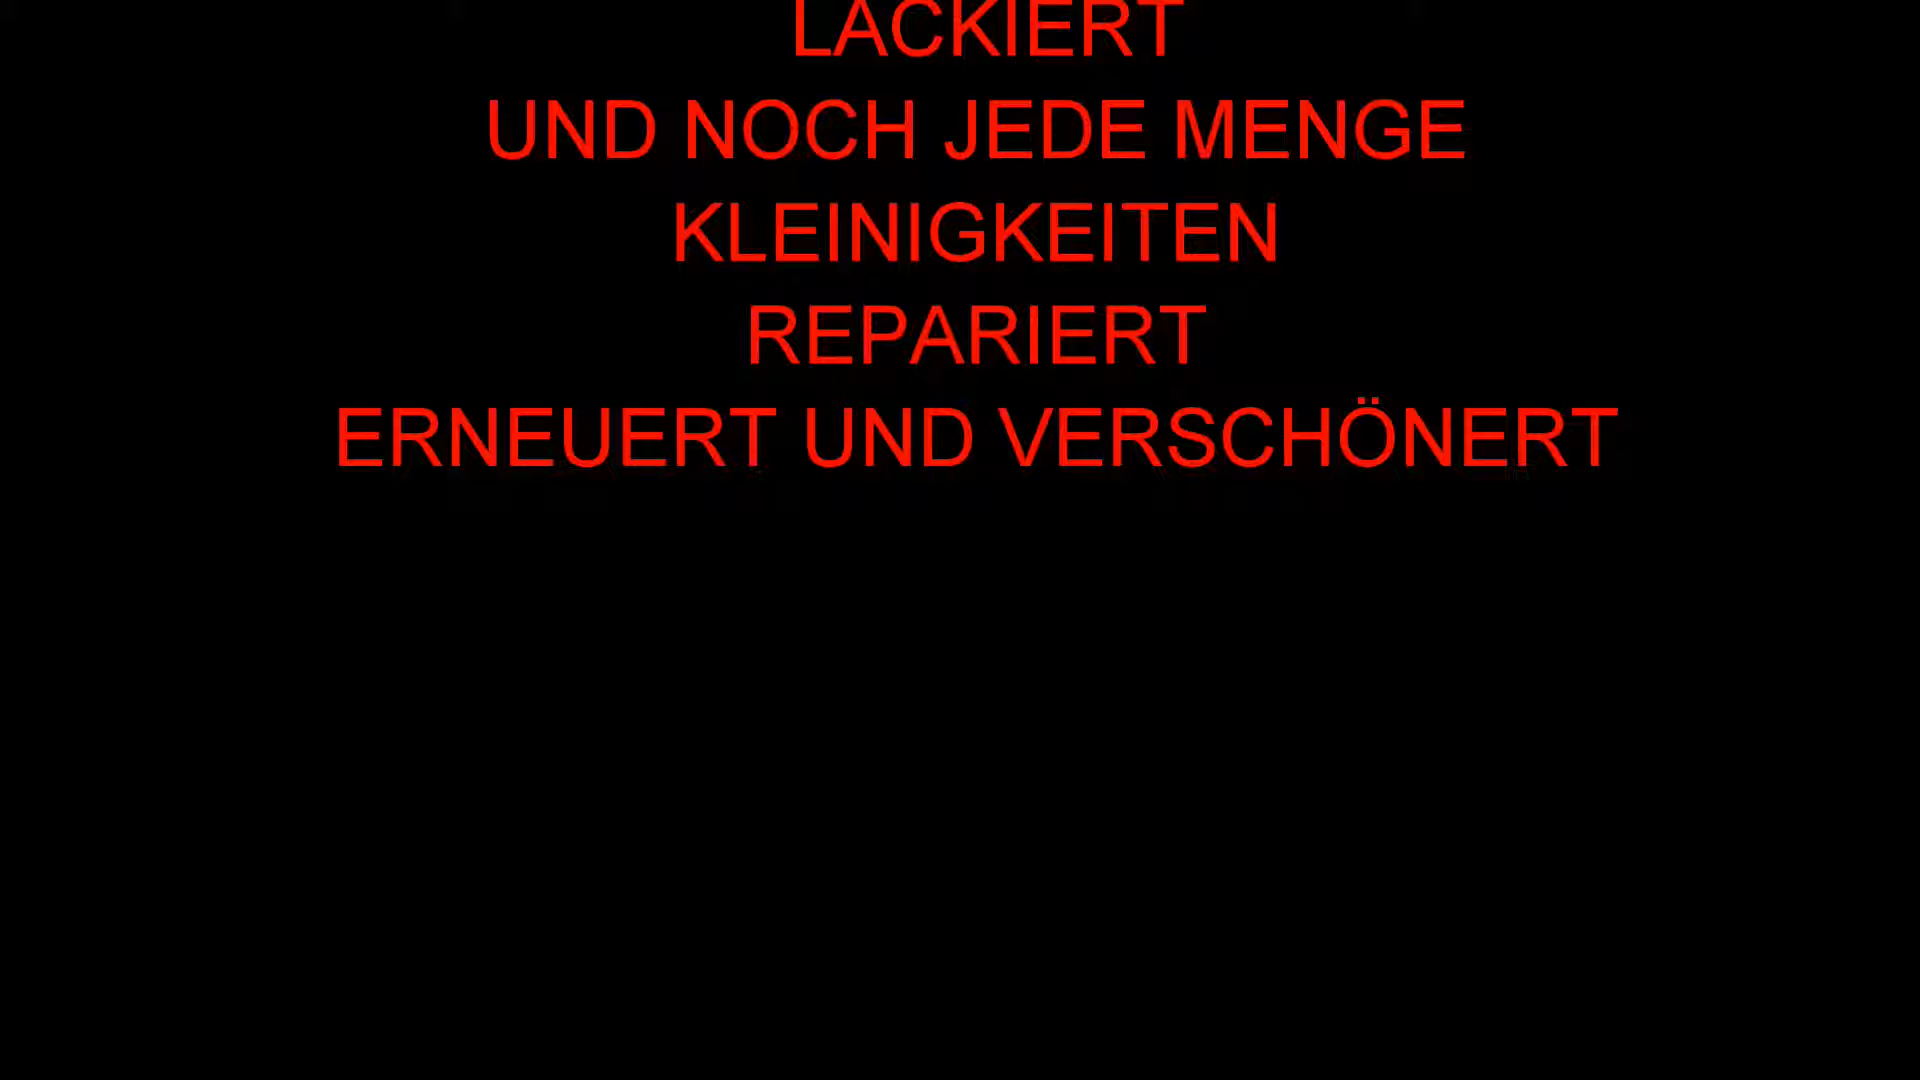 LACKIERT
UND NOCH JEDE MENGE
KLEINIGKEITEN
REPARIERT
ERNEUERT UND VERSCHÖNERT